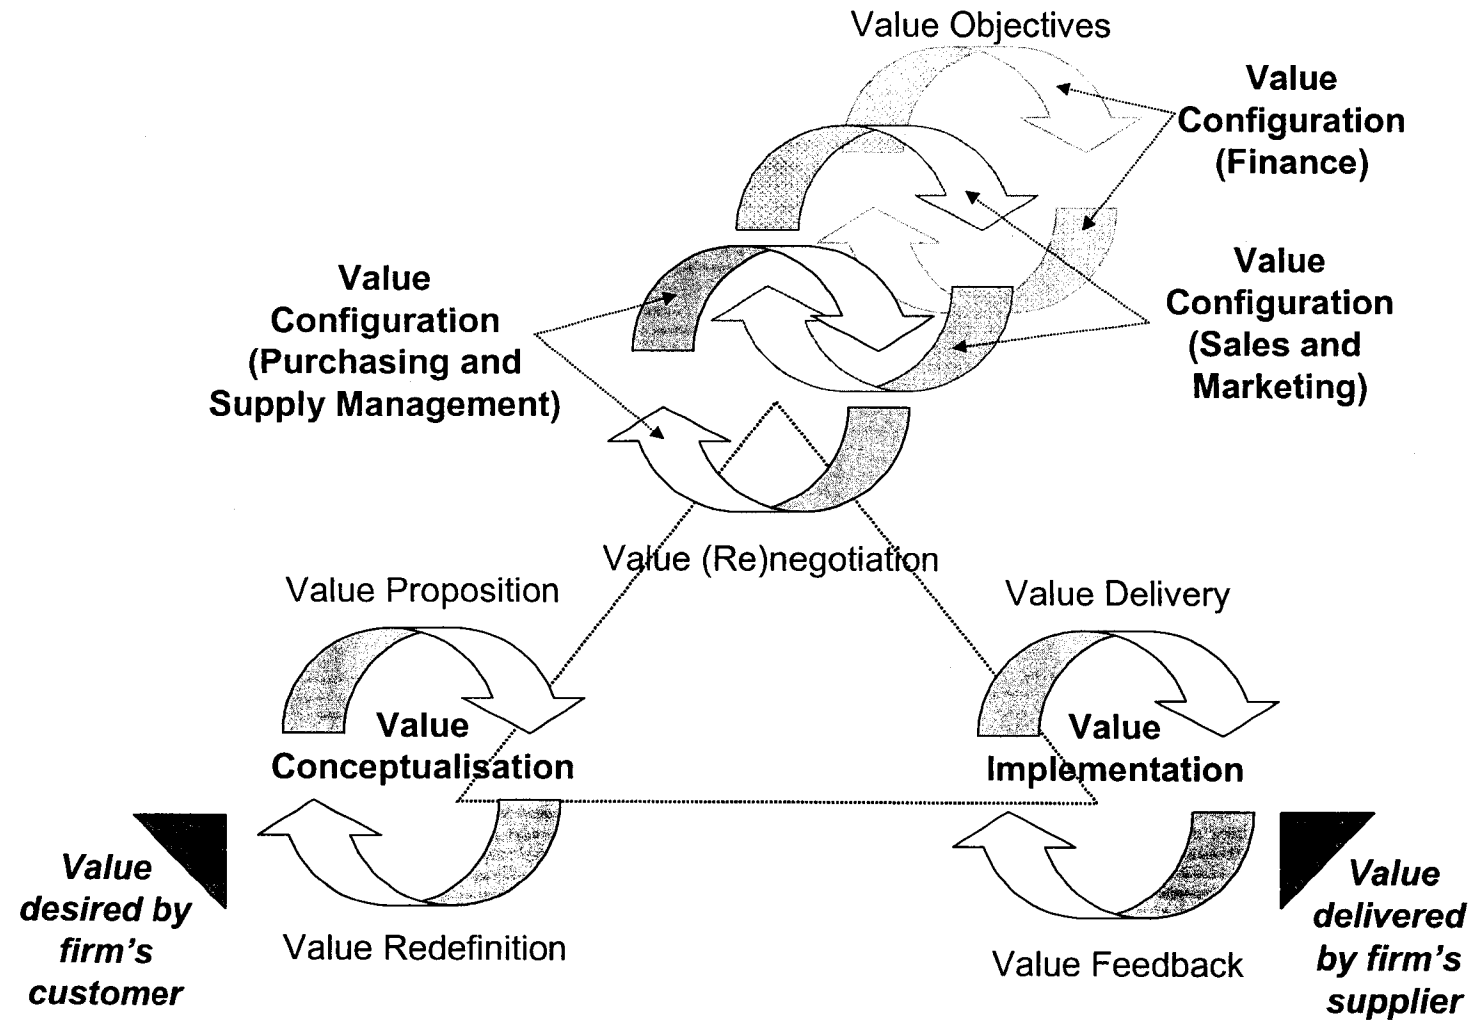 Value Objectives
Value
Configuration
(Finance)
Value
Configuration
(Sales and
Marketing)
Value
Configuration
(Purchasing and
Supply Management)
Value (Re)negotiation
Value Proposition
Value
Conceptualisation
Value Redefinition
Value Delivery
Value
Implementation
Value Feedback
Value
desired by
firm's
customer
Value
delivered
by firm's
supplier